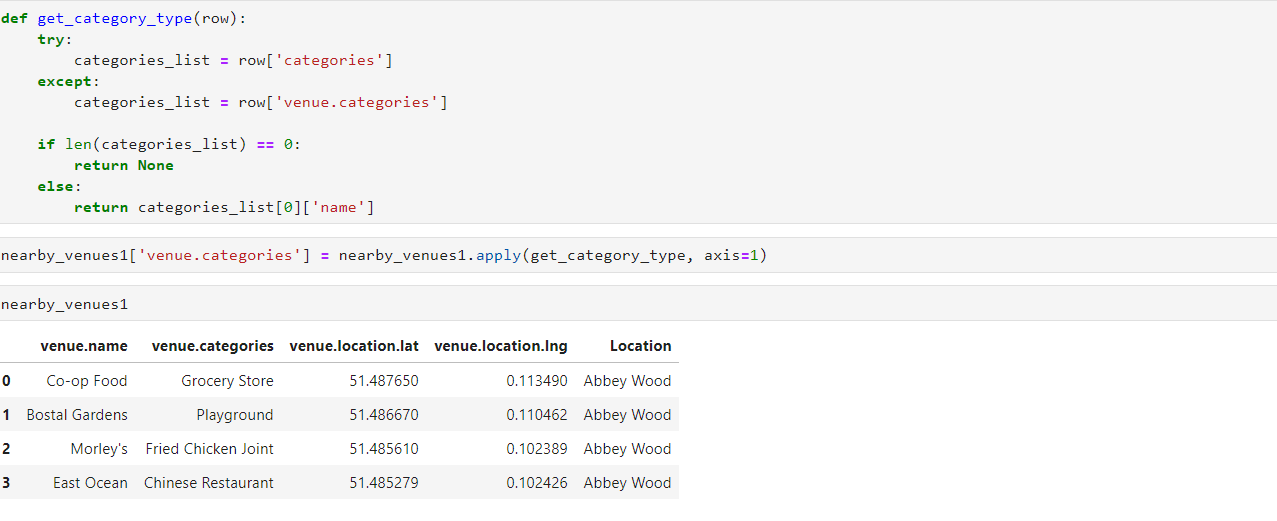 def get_category_type(row):
    try:
        categories_list = row['categories']
    except:
        categories_list = row['venue.categories']

    if len(categories_list) == 0:
        return None
    else:
        return categories_list[0]['name']
nearby_venues1['venue.categories'] = nearby_venues1.apply(get_category_type, axis=1)
nearby_venues1
venue.name venue.categories venue.location.lat venue.location.lng Location
0 Co-op Food Grocery Store 51.487650 0.113490 Abbey Wood
1 Bostal Gardens Playground 51.486670 0.110462 Abbey Wood
2 Morley's Fried Chicken Joint 51.485610 0.102389 Abbey Wood
3 East Ocean Chinese Restaurant 51.485279 0.102426 Abbey Wood